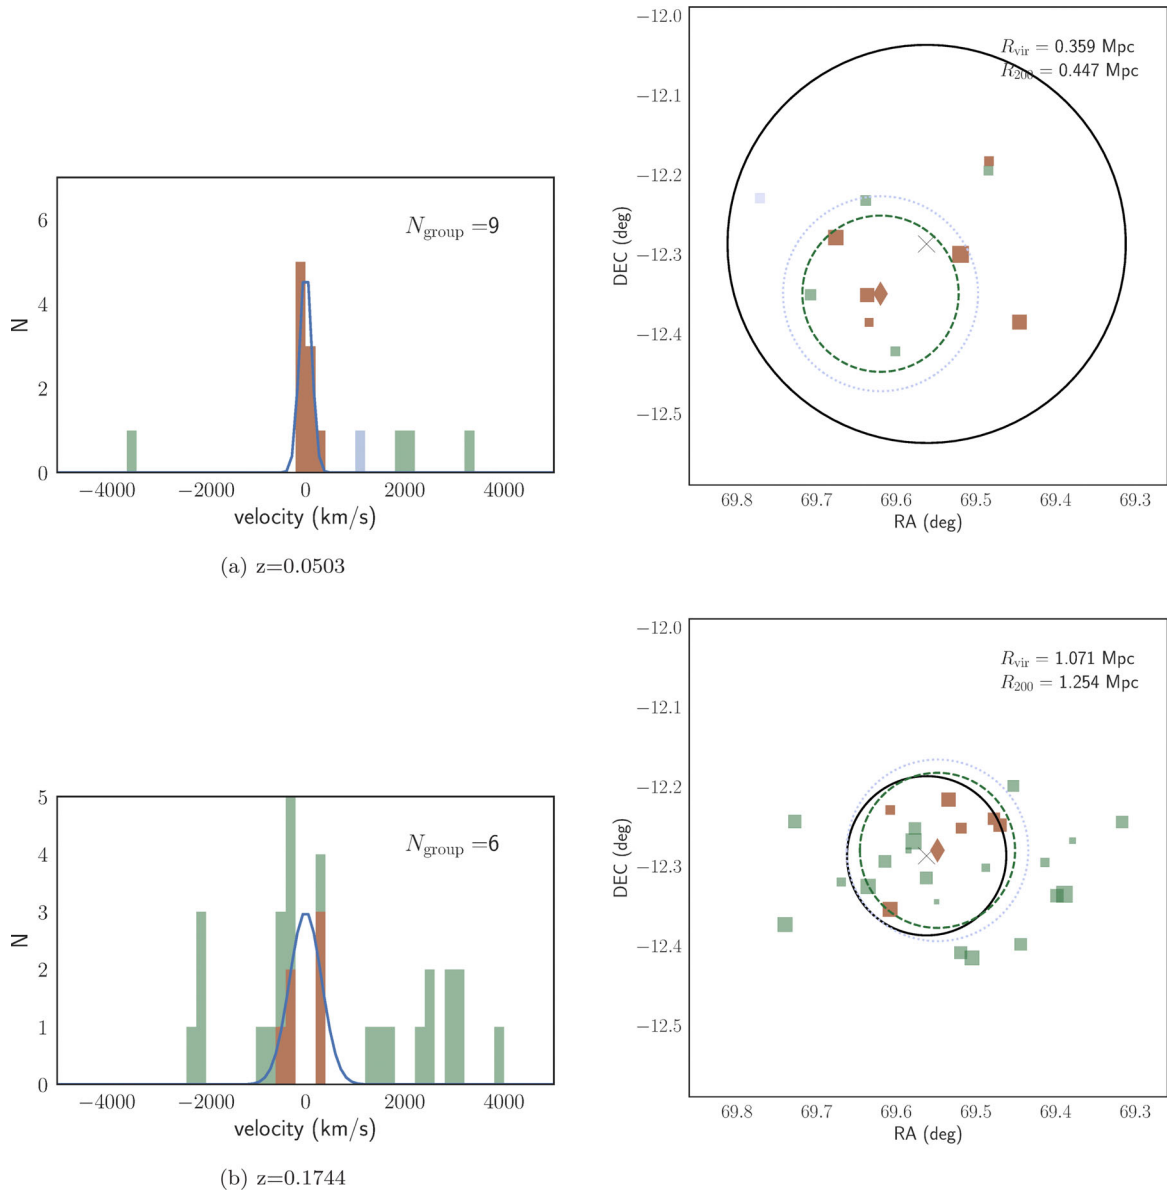 −12.0
R_vir = 0.359 Mpc
R_200 = 0.447 Mpc
−12.1
−12.2
−12.3
−12.4
−12.5
DEC (deg)
69.8 69.7 69.6 69.5 69.4 69.3
RA (deg)
N_group =9
6
4
2
0
N
−4000 −2000 0 2000 4000
velocity (km/s)
(a) z=0.0503
−12.0
R_vir = 1.071 Mpc
R_200 = 1.254 Mpc
−12.1
−12.2
−12.3
−12.4
−12.5
DEC (deg)
69.8 69.7 69.6 69.5 69.4 69.3
RA (deg)
N_group =6
5
4
3
2
1
0
N
−4000 −2000 0 2000 4000
velocity (km/s)
(b) z=0.1744